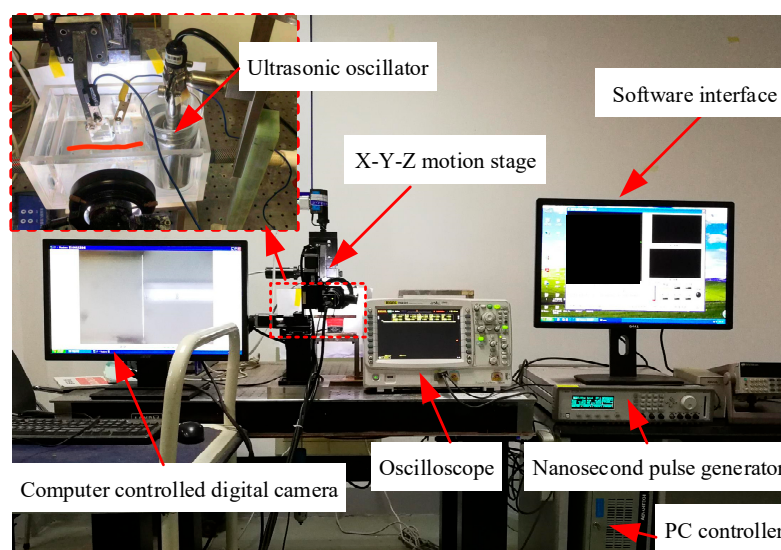 Ultrasonic oscillator
Software interface
X-Y-Z motion stage
Oscilloscope
Nanosecond pulse generator
Computer controlled digital camera
PC controller